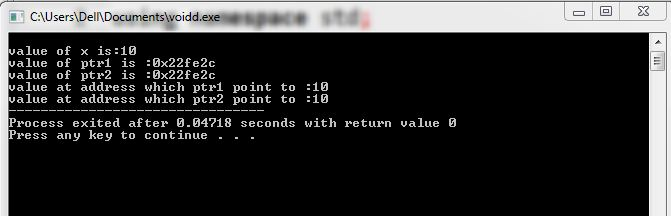 using namespace std;
C:\Users\Dell\Documents\voidd.exe
value of x is:10
value of ptr1 is :0x22fe2c
value of ptr2 is :0x22fe2c
value at address which ptr1 point to :10
value at address which ptr2 point to :10
--------------------------------
Process exited after 0.04718 seconds with return value 0
Press any key to continue . . .